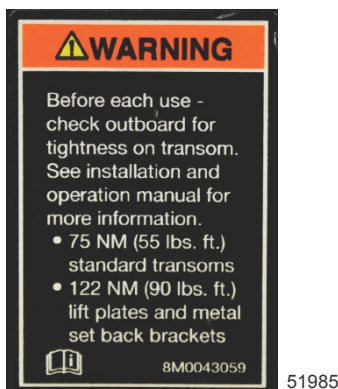 WARNING
Before each use -
check outboard for
tightness on transom.
See installation and
operation manual for
more information.
• 75 NM (55 lbs. ft.)
standard transoms
• 122 NM (90 lbs. ft.)
lift plates and metal
set back brackets
8M0043059
51985